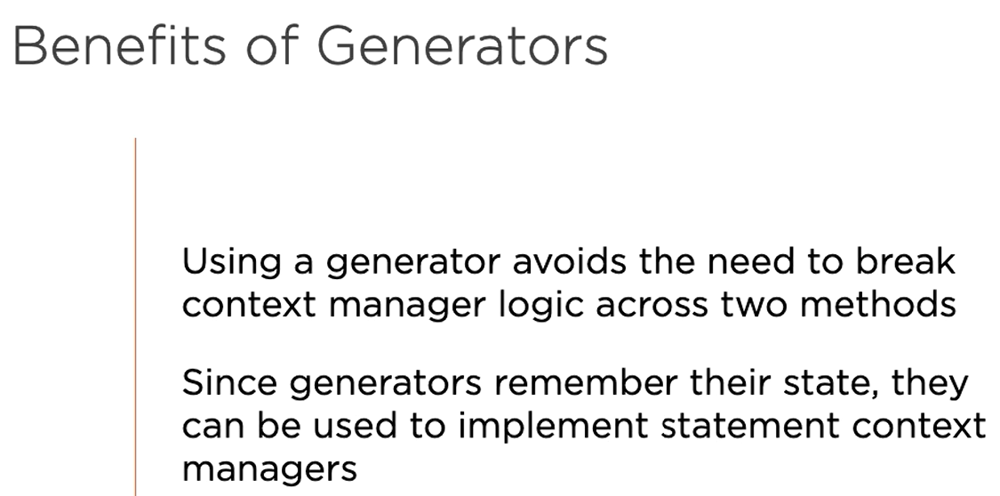 Benefits of Generators
Using a generator avoids the need to break
context manager logic across two methods
Since generators remember their state, they
can be used to implement statement context
managers